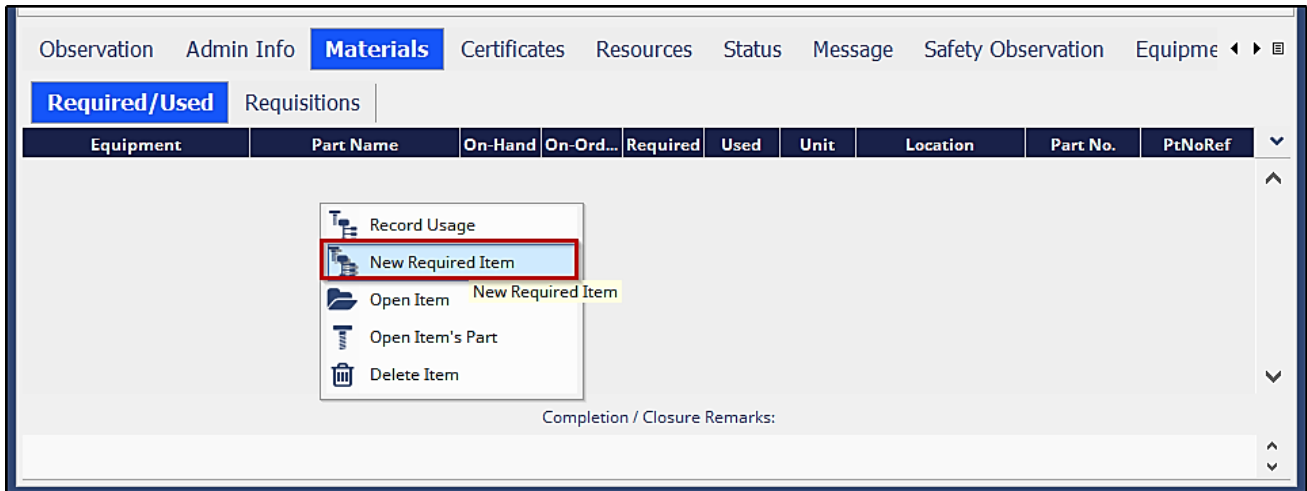 Observation Admin Info Materials Certificates Resources Status Message Safety Observation Equipme
Required/Used Requisitions
Equipment Part Name On-Hand On-Ord... Required Used Unit Location Part No. PtNoRef
Record Usage
New Required Item
New Required Item
Open Item
Open Item's Part
Delete Item
Completion / Closure Remarks: